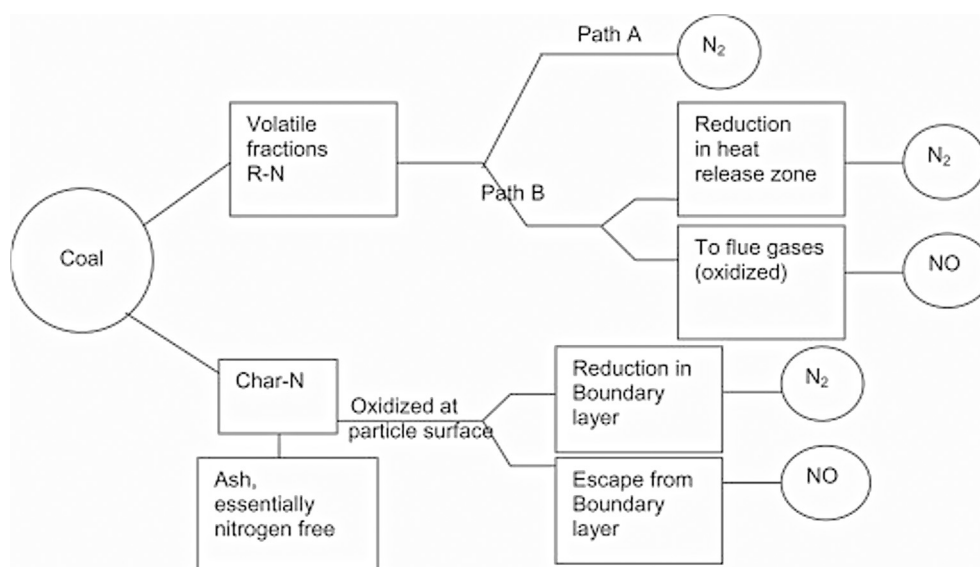 Path A
N₂
Volatile
fractions
R-N
Reduction
in heat
release zone
N₂
Path B
Coal
To flue gases
(oxidized)
NO
Char-N
Oxidized at
particle surface
Reduction in
Boundary
layer
N₂
Ash,
essentially
nitrogen free
Escape from
Boundary
layer
NO